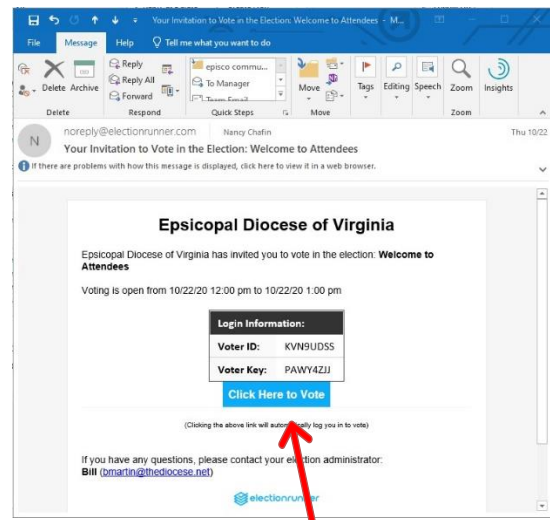 Your Invitation to Vote in the Election: Welcome to Attendees - M...
File Message Help Tell me what you want to do
Delete Archive
Reply
Reply All
Forward
episco commu...
To Manager
Team Email
Move
Tags Editing Speech Zoom Insights
Delete Respond Quick Steps Move Zoom
N
noreply@electionrunner.com Nancy Chafin Thu 10/22
Your Invitation to Vote in the Election: Welcome to Attendees
If there are problems with how this message is displayed, click here to view it in a web browser.
Epsicopal Diocese of Virginia
Epsicopal Diocese of Virginia has invited you to vote in the election: Welcome to
Attendees
Voting is open from 10/22/20 12:00 pm to 10/22/20 1:00 pm
Login Information:
Voter ID: KVN9UDSS
Voter Key: PAWY4ZJJ
Click Here to Vote
(Clicking the above link will automatically log you in to vote)
If you have any questions, please contact your election administrator:
Bill (bmartin@thediocese.net)
electionrunner